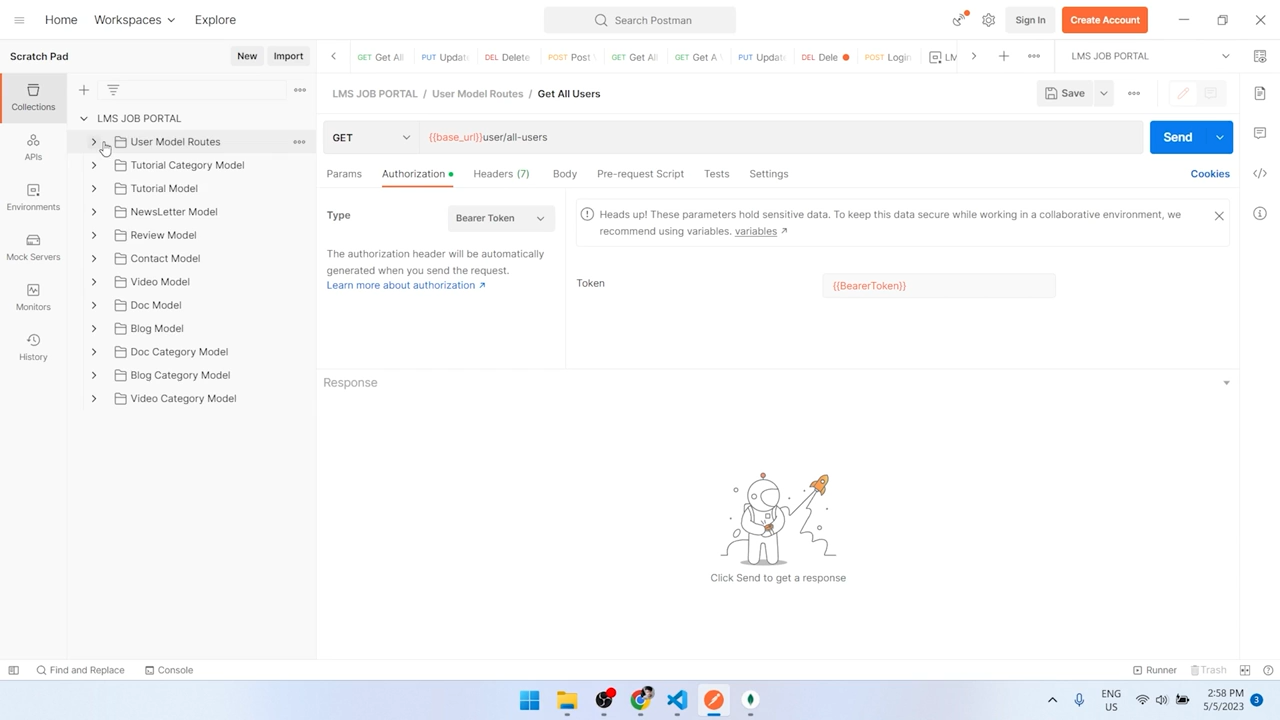 Home Workspaces Explore Search Postman Sign In Create Account
Scratch Pad New Import
GET Get All PUT Update DEL Delete POST Post GET Get All GET Get A PUT Update DEL Dele POST Login LM LMS JOB PORTAL
Collections
APIs
Environments
Mock Servers
Monitors
History
LMS JOB PORTAL
User Model Routes
Tutorial Category Model
Tutorial Model
NewsLetter Model
Review Model
Contact Model
Video Model
Doc Model
Blog Model
Doc Category Model
Blog Category Model
Video Category Model
LMS JOB PORTAL / User Model Routes / Get All Users Save
GET {{base_url}}user/all-users Send
Params Authorization Headers (7) Body Pre-request Script Tests Settings Cookies
Type Bearer Token
The authorization header will be automatically
generated when you send the request.
Learn more about authorization ↗
Heads up! These parameters hold sensitive data. To keep this data secure while working in a collaborative environment, we
recommend using variables. variables ↗
Token {{BearerToken}}
Response
Click Send to get a response
Find and Replace Console Runner Trash
ENG
US
2:58 PM
5/5/2023
3